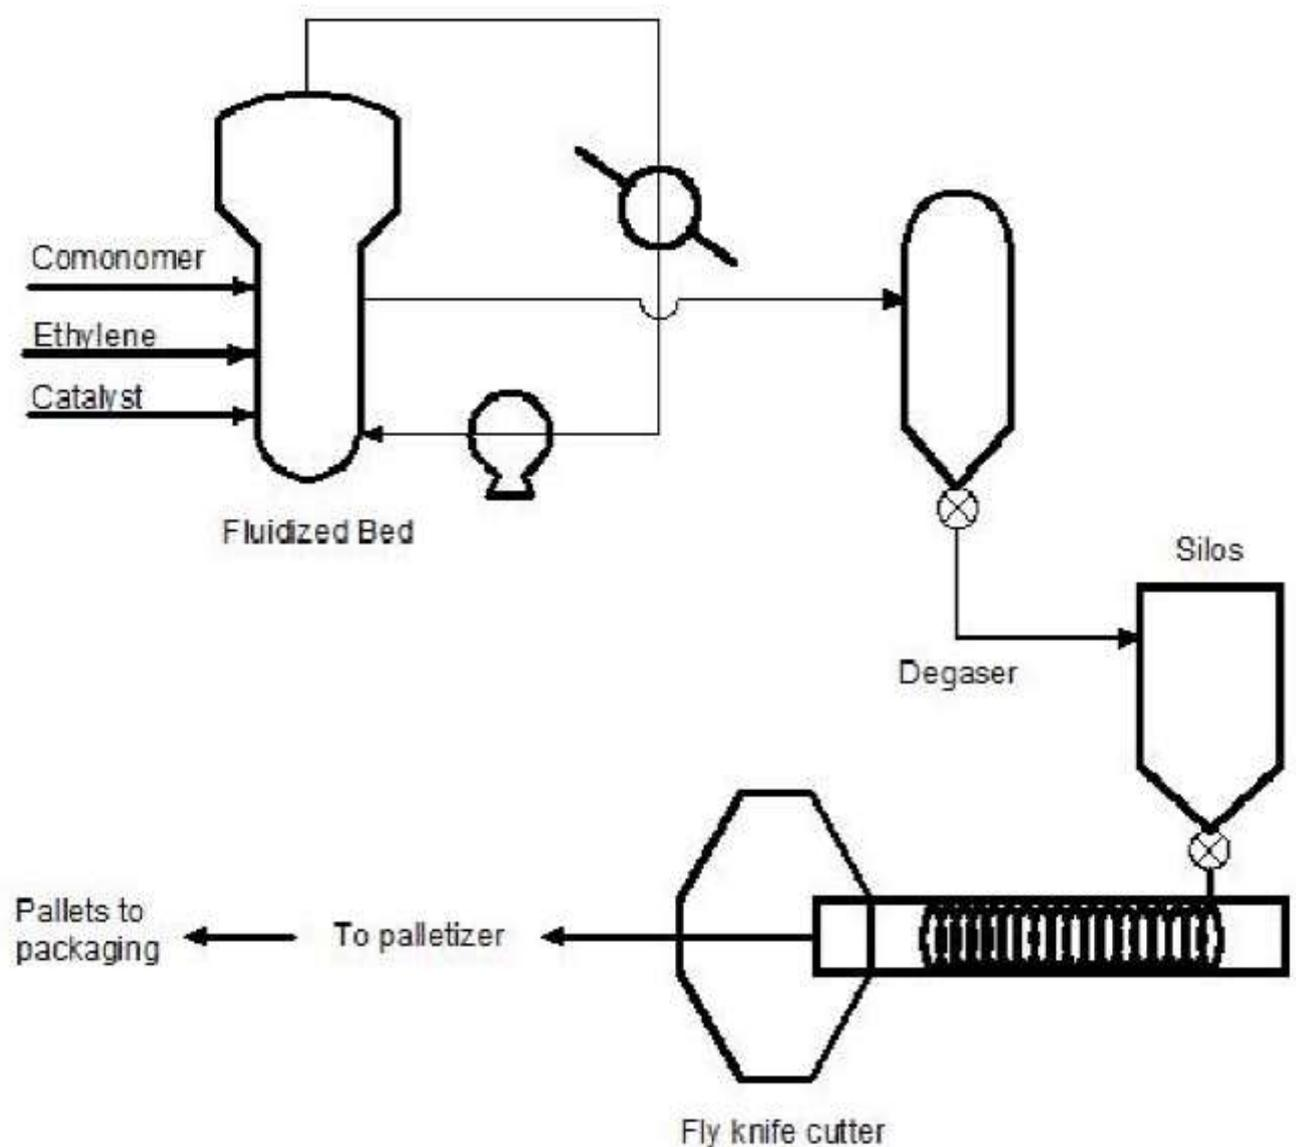 Comonomer
Ethylene
Catalyst
Fluidized Bed
Silos
Degaser
Pallets to
packaging
To palletizer
Fly knife cutter